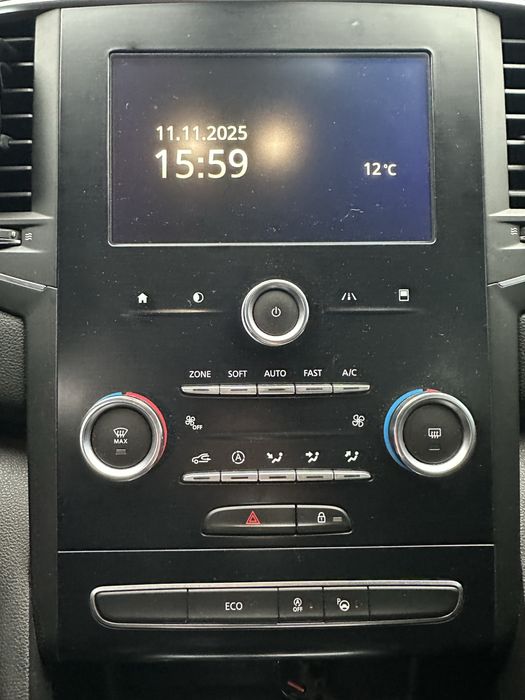 11.11.2025
15:59
12 °C
ZONE SOFT AUTO FAST A/C
MAX
OFF
A
ECO
A OFF
P